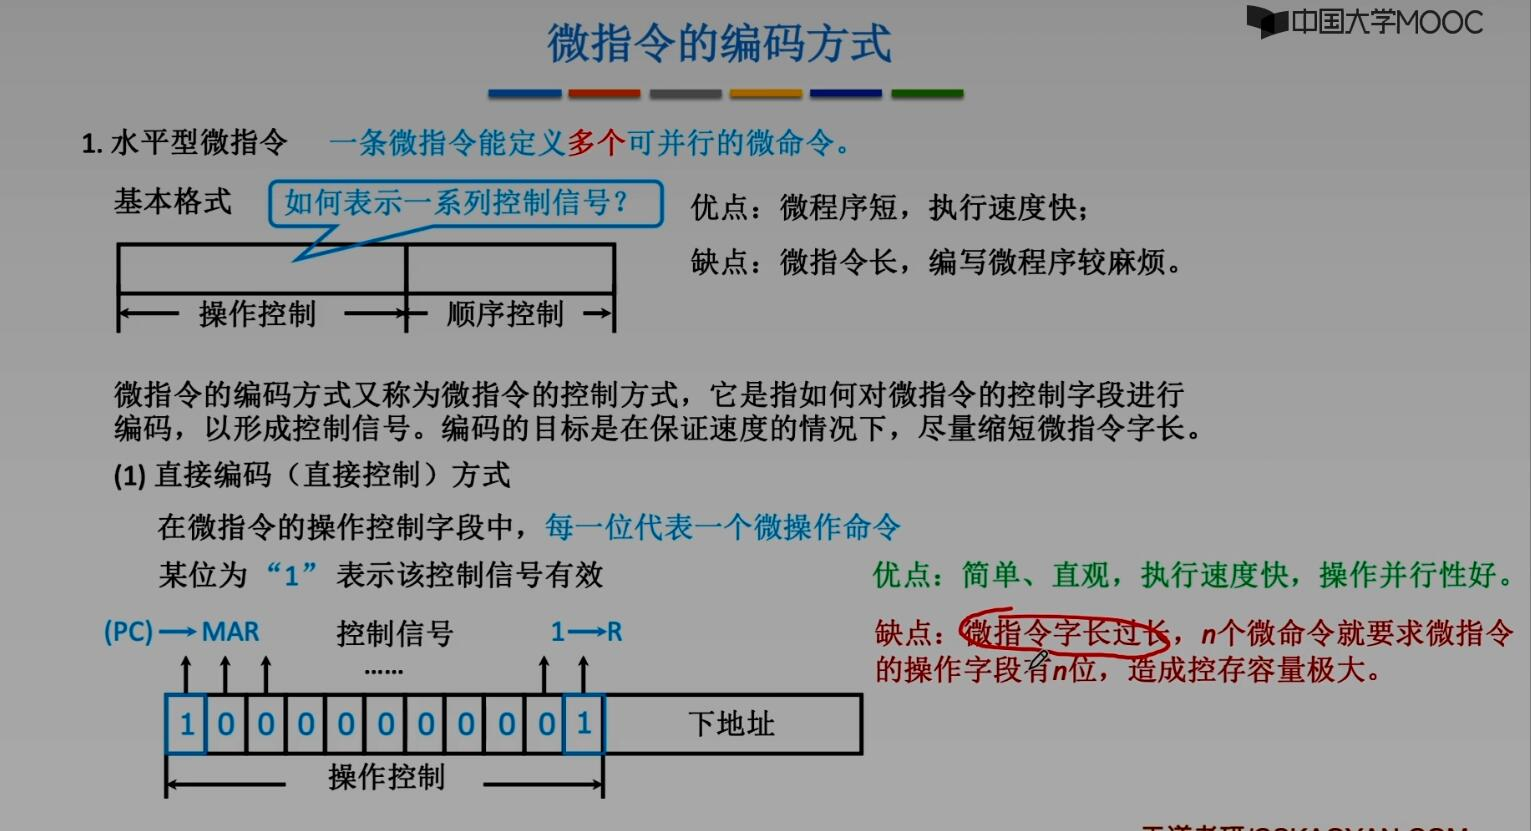 中国大学MOOC
微指令的编码方式
1. 水平型微指令 一条微指令能定义多个可并行的微命令。
基本格式 如何表示一系列控制信号？ 优点：微程序短，执行速度快；
缺点：微指令长，编写微程序较麻烦。
操作控制 顺序控制
微指令的编码方式又称为微指令的控制方式，它是指如何对微指令的控制字段进行
编码，以形成控制信号。编码的目标是在保证速度的情况下，尽量缩短微指令字长。
(1) 直接编码（直接控制）方式
在微指令的操作控制字段中，每一位代表一个微操作命令
某位为“1”表示该控制信号有效
优点：简单、直观，执行速度快，操作并行性好。
(PC)→MAR 控制信号 1→R
缺点：微指令字长过长，n个微命令就要求微指令
的操作字段有n位，造成控存容量极大。
……
1 0 0 0 0 0 0 0 0 0 1 下地址
操作控制